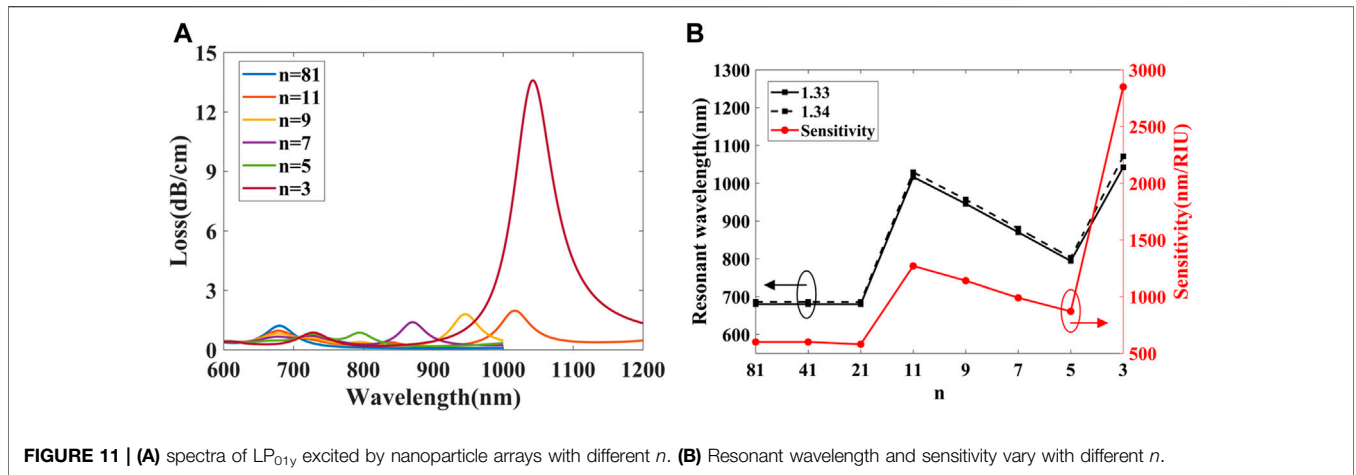 A
B
15
12
9
6
3
0
Loss(dB/cm)
n=81
n=11
n=9
n=7
n=5
n=3
600
700
800
900
1000
1100
1200
Wavelength(nm)
1300
1200
1100
1000
900
800
700
600
Resonant wavelength(nm)
1.33
1.34
Sensitivity
3000
2500
2000
1500
1000
500
Sensitivity(nm/RIU)
81
41
21
11
9
7
5
3
n
FIGURE 11 | (A) spectra of LP01y excited by nanoparticle arrays with different n. (B) Resonant wavelength and sensitivity vary with different n.